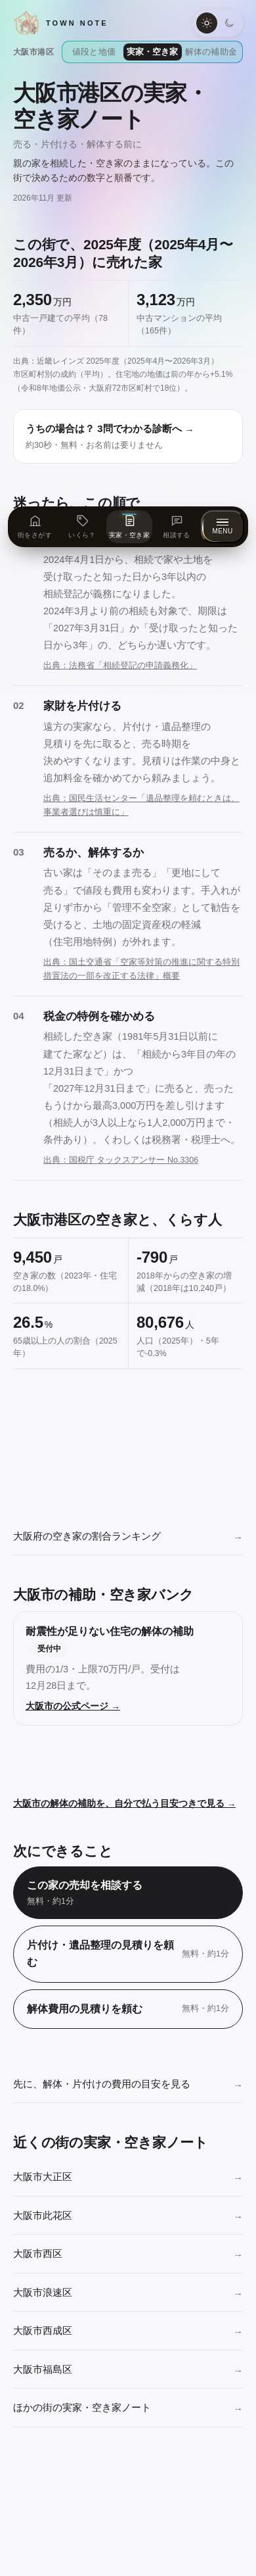 TOWN NOTE
大阪市港区
値段と地価
実家・空き家
解体の補助金
大阪市港区の実家・
空き家ノート
売る・片付ける・解体する前に
親の家を相続した・空き家のままになっている。この
街で決めるための数字と順番です。
2026年11月 更新
この街で、2025年度（2025年4月〜
2026年3月）に売れた家
2,350万円
中古一戸建ての平均（78
件）
3,123万円
中古マンションの平均
（165件）
出典：近畿レインズ 2025年度（2025年4月〜2026年3月）
市区町村別の成約（平均）。住宅地の地価は前の年から+5.1%
（令和8年地価公示・大阪府72市区町村で18位）。
うちの場合は？ 3問でわかる診断へ →
約30秒・無料・お名前は要りません
迷ったら、この順で
街をさがす
いくら？
実家・空き家
相談する
MENU
2024年4月1日から、相続で家や土地を
受け取ったと知った日から3年以内の
相続登記が義務になりました。
2024年3月より前の相続も対象で、期限は
「2027年3月31日」か「受け取ったと知った
日から3年」の、どちらか遅い方です。
出典：法務省「相続登記の申請義務化」
02
家財を片付ける
遠方の実家なら、片付け・遺品整理の
見積りを先に取ると、売る時期を
決めやすくなります。見積りは作業の中身と
追加料金を確かめてから頼みましょう。
出典：国民生活センター「遺品整理を頼むときは、
事業者選びは慎重に」
03
売るか、解体するか
古い家は「そのまま売る」「更地にして
売る」で値段も費用も変わります。手入れが
足りず市から「管理不全空家」として勧告を
受けると、土地の固定資産税の軽減
（住宅用地特例）が外れます。
出典：国土交通省「空家等対策の推進に関する特別
措置法の一部を改正する法律」概要
04
税金の特例を確かめる
相続した空き家（1981年5月31日以前に
建てた家など）は、「相続から3年目の年の
12月31日まで」かつ
「2027年12月31日まで」に売ると、売った
もうけから最高3,000万円を差し引けます
（相続人が3人以上なら1人2,000万円まで・
条件あり）。くわしくは税務署・税理士へ。
出典：国税庁 タックスアンサー No.3306
大阪市港区の空き家と、くらす人
9,450戸
空き家の数（2023年・住宅
の18.0%）
-790戸
2018年からの空き家の増
減（2018年は10,240戸）
26.5%
65歳以上の人の割合（2025
年）
80,676人
人口（2025年）・5年
で-0.3%
大阪府の空き家の割合ランキング →
大阪市の補助・空き家バンク
耐震性が足りない住宅の解体の補助
受付中
費用の1/3・上限70万円/戸。受付は
12月28日まで。
大阪市の公式ページ →
大阪市の解体の補助を、自分で払う目安つきで見る →
次にできること
この家の売却を相談する
無料・約1分
片付け・遺品整理の見積りを頼
む
無料・約1分
解体費用の見積りを頼む
無料・約1分
先に、解体・片付けの費用の目安を見る →
近くの街の実家・空き家ノート
大阪市大正区 →
大阪市此花区 →
大阪市西区 →
大阪市浪速区 →
大阪市西成区 →
大阪市福島区 →
ほかの街の実家・空き家ノート →